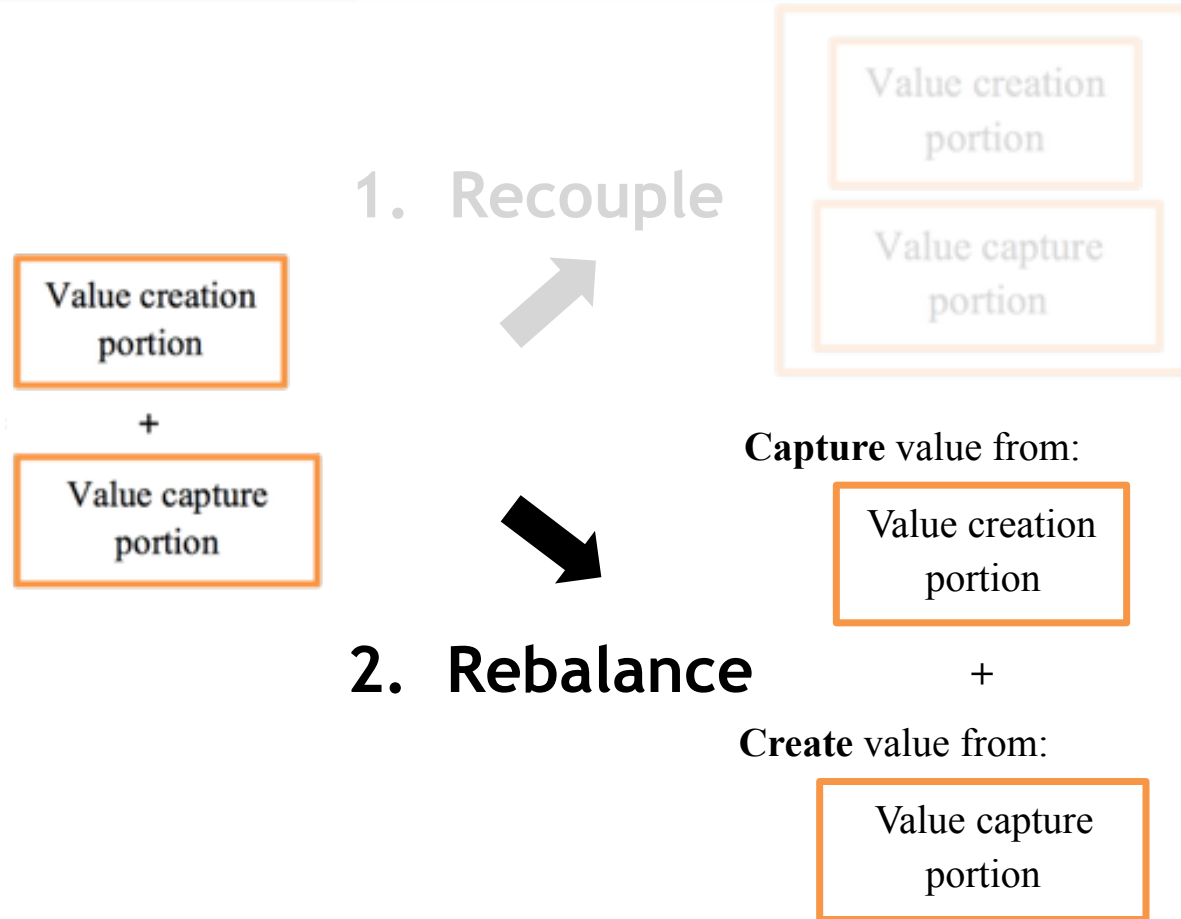 Value creation
portion
+
Value capture
portion
1. Recouple
Value creation
portion
Value capture
portion
2. Rebalance
Capture value from:
Value creation
portion
+
Create value from:
Value capture
portion